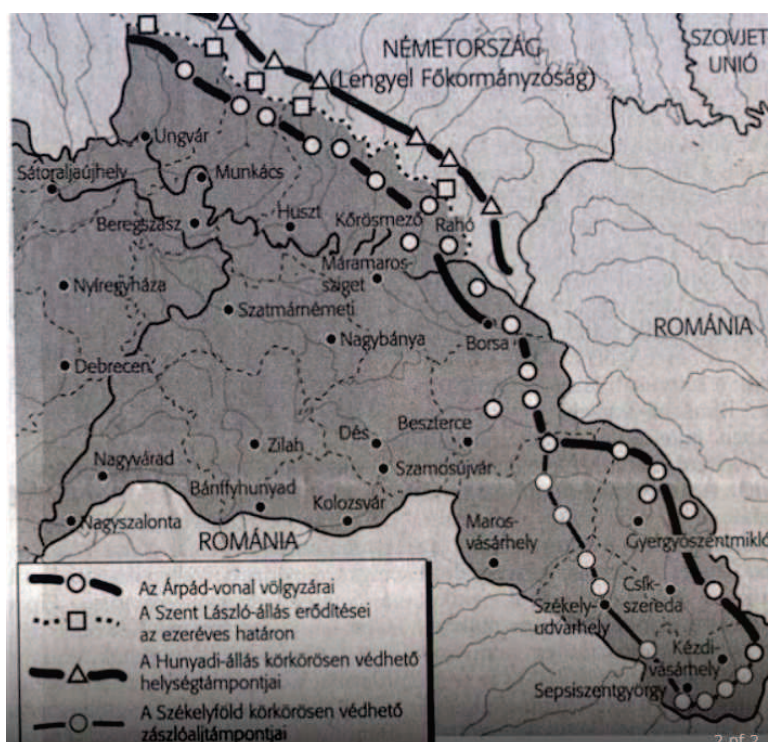 NÉMETORSZÁG
(Lengyel Főkormányzóság)
SZOVJET
UNIÓ
Ungvár
Sátoraljaújhely
Munkács
Beregszász
Huszt
Kőrösmező
Rahó
Máramaros-
sziget
Nyíregyháza
Szatmárnémeti
Nagybánya
Borsa
ROMÁNIA
Debrecen
Zilah
Dés
Beszterce
Szamosújvár
Nagyvárad
Bánffyhunyad
Kolozsvár
Nagyszalonta
ROMÁNIA
Maros-
vásárhely
Gyergyószentmikló
Csík-
szereda
Székely-
udvarhely
Kézdi-
vásárhely
Sepsiszentgyörgy
Az Árpád-vonal völgyzárai
A Szent László-állás erődítései
az ezeréves határon
A Hunyadi-állás körkörösen védhető
helységtámpontjai
A Székelyföld körkörösen védhető
zászlóaljtámpontjai
2 of 2